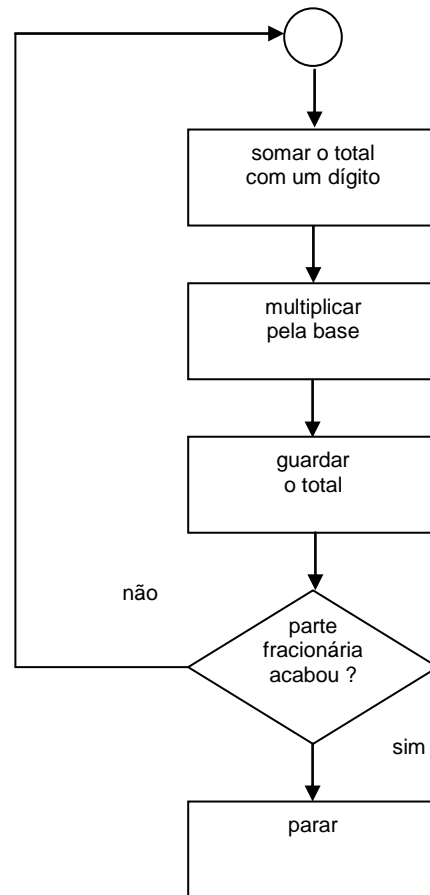 somar o total
com um dígito
multiplicar
pela base
guardar
o total
não
parte
fracionária
acabou ?
sim
parar